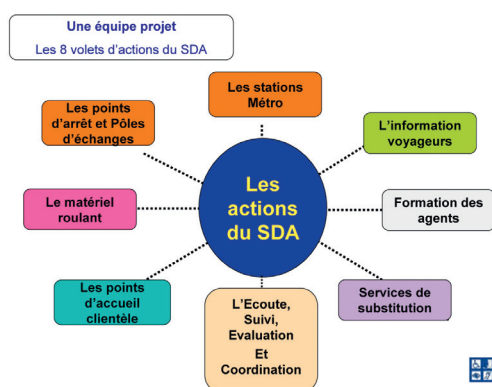 Une équipe projet
Les 8 volets d'actions du SDA
Les stations
Métro
Les points
d'arrêt et Pôles
d'échanges
L'information
voyageurs
Le matériel
roulant
Les
actions
du SDA
Formation des
agents
Les points
d'accueil
clientèle
L'Ecoute,
Suivi,
Evaluation
Et
Coordination
Services de
substitution